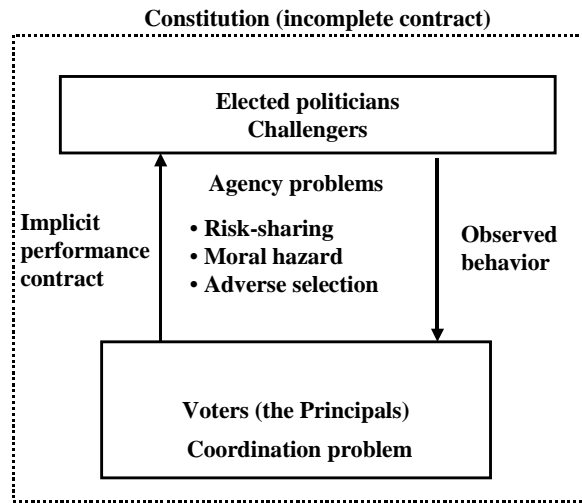 Constitution (incomplete contract)
Elected politicians
Challengers
Agency problems
• Risk-sharing
• Moral hazard
• Adverse selection
Implicit
performance
contract
Observed
behavior
Voters (the Principals)
Coordination problem